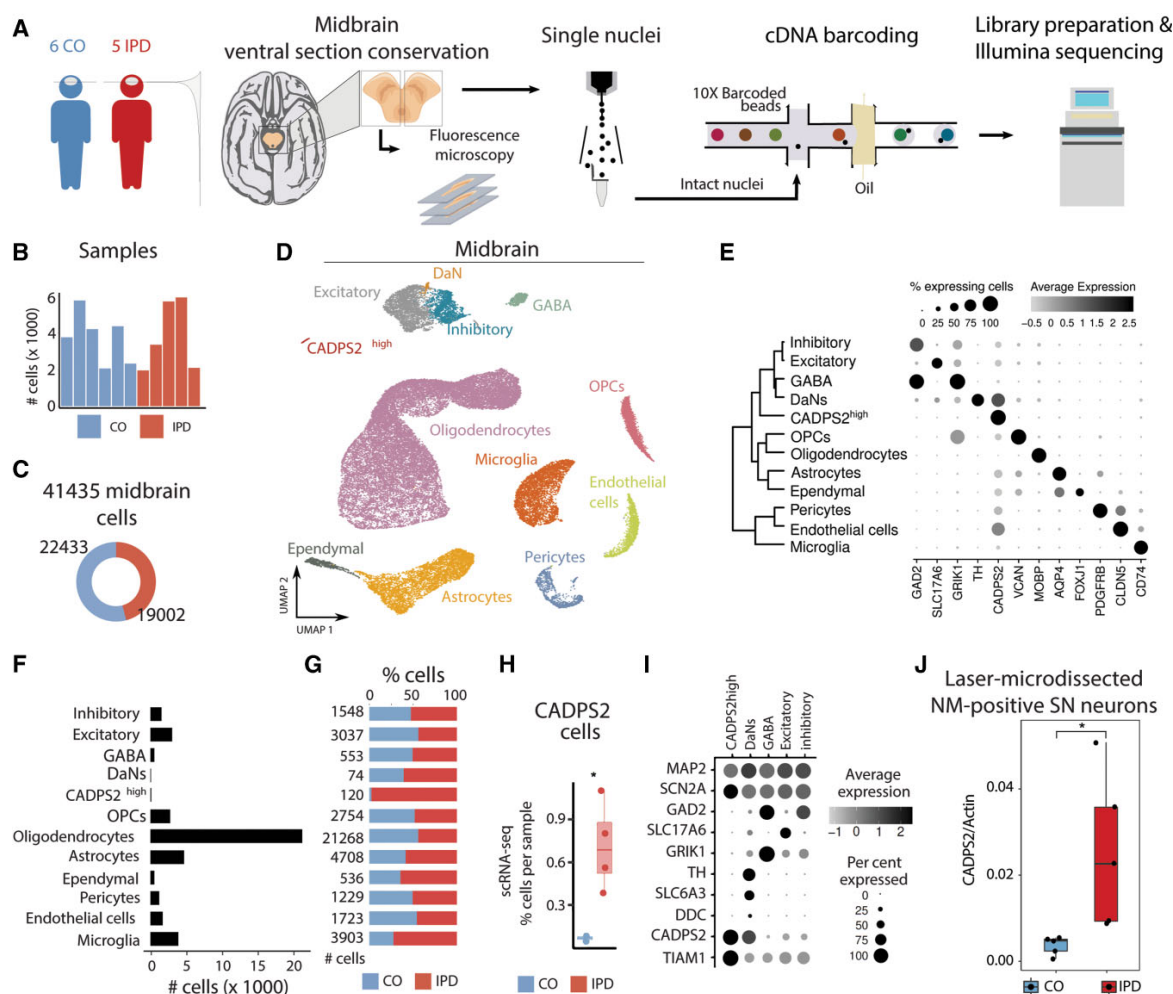 A
6 CO
5 IPD
Midbrain
ventral section conservation
Fluorescence
microscopy
Single nuclei
cDNA barcoding
10X Barcoded
beads
Intact nuclei
Oil
Library preparation &
Illumina sequencing
B
Samples
# cells (x 1000)
6
4
2
0
CO
IPD
C
41435 midbrain
cells
22433
19002
D
Midbrain
DaN
Excitatory
GABA
Inhibitory
CADPS2 high
OPCs
Oligodendrocytes
Microglia
Endothelial
cells
Ependymal
Pericytes
Astrocytes
UMAP 2
UMAP 1
E
% expressing cells
0 25 50 75 100
Average Expression
−0.5 0 0.5 1 1.5 2 2.5
Inhibitory
Excitatory
GABA
DaNs
CADPS2high
OPCs
Oligodendrocytes
Astrocytes
Ependymal
Pericytes
Endothelial cells
Microglia
GAD2
SLC17A6
GRIK1
TH
CADPS2
VCAN
MOBP
AQP4
FOXJ1
PDGFRB
CLDN5
CD74
F
Inhibitory
Excitatory
GABA
DaNs
CADPS2 high
OPCs
Oligodendrocytes
Astrocytes
Ependymal
Pericytes
Endothelial cells
Microglia
0 5 10 15 20
# cells (x 1000)
G
% cells
0 50 100
1548
3037
553
74
120
2754
21268
4708
536
1229
1723
3903
# cells
CO
IPD
H
CADPS2
cells
*
scRNA-seq
% cells per sample
0.9
0.6
0.3
CO
IPD
I
CADPS2high
DaNs
GABA
Excitatory
inhibitory
MAP2
SCN2A
GAD2
SLC17A6
GRIK1
TH
SLC6A3
DDC
CADPS2
TIAM1
Average
expression
−1 0 1 2
Per cent
expressed
0
25
50
75
100
J
Laser-microdissected
NM-positive SN neurons
*
CADPS2/Actin
0.04
0.02
0.00
CO
IPD